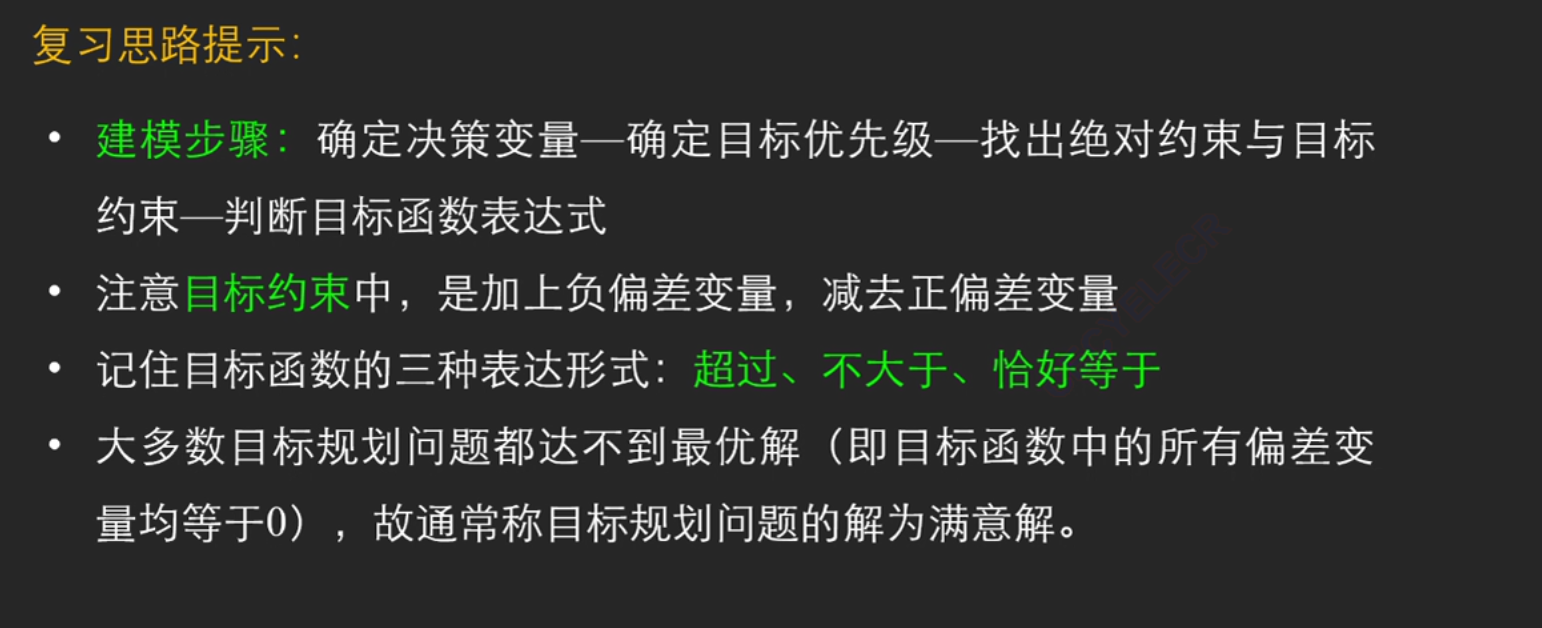 复习思路提示：
• 建模步骤：确定决策变量—确定目标优先级—找出绝对约束与目标
约束—判断目标函数表达式
• 注意目标约束中，是加上负偏差变量，减去正偏差变量
• 记住目标函数的三种表达形式：超过、不大于、恰好等于
• 大多数目标规划问题都达不到最优解（即目标函数中的所有偏差变
量均等于0），故通常称目标规划问题的解为满意解。